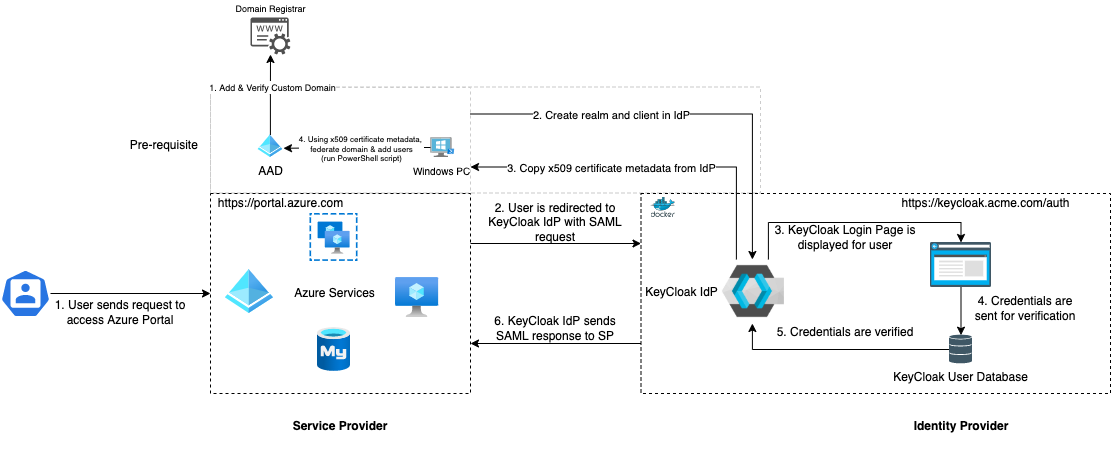 Domain Registrar
WWW
1. Add & Verify Custom Domain
2. Create realm and client in IdP
Pre-requisite
4. Using x509 certificate metadata,
federate domain & add users
(run PowerShell script)
AAD
Windows PC
3. Copy x509 certificate metadata from IdP
https://portal.azure.com
2. User is redirected to
KeyCloak IdP with SAML
request
docker
https://keycloak.acme.com/auth
3. KeyCloak Login Page is
displayed for user
Azure Services
KeyCloak IdP
1. User sends request to
access Azure Portal
4. Credentials are
sent for verification
6. KeyCloak IdP sends
SAML response to SP
5. Credentials are verified
My
KeyCloak User Database
Service Provider
Identity Provider